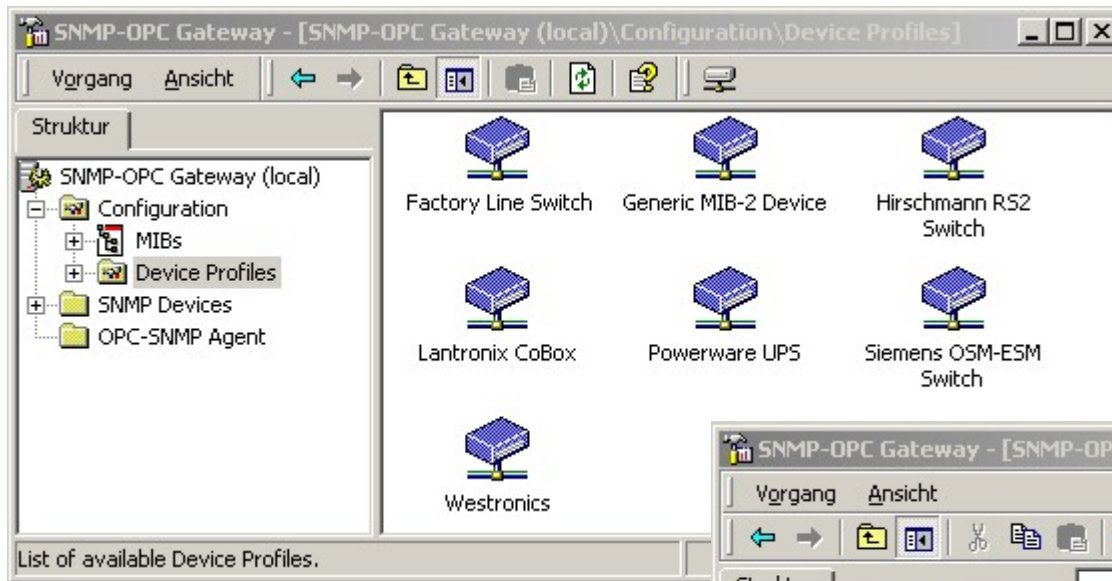 SNMP-OPC Gateway - [SNMP-OPC Gateway (local)\Configuration\Device Profiles]
Vorgang Ansicht
Struktur
SNMP-OPC Gateway (local)
Configuration
MIBs
Device Profiles
SNMP Devices
OPC-SNMP Agent
Factory Line Switch
Generic MIB-2 Device
Hirschmann RS2
Switch
Lantronix CoBox
Powerware UPS
Siemens OSM-ESM
Switch
Westronics
List of available Device Profiles.
SNMP-OPC Gateway - [SNMP-OP
Vorgang Ansicht